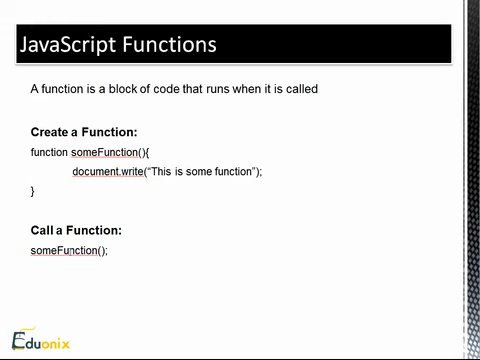 JavaScript Functions
A function is a block of code that runs when it is called
Create a Function:
function someFunction(){
document.write(“This is some function”);
}
Call a Function:
someFunction();
Eduonix